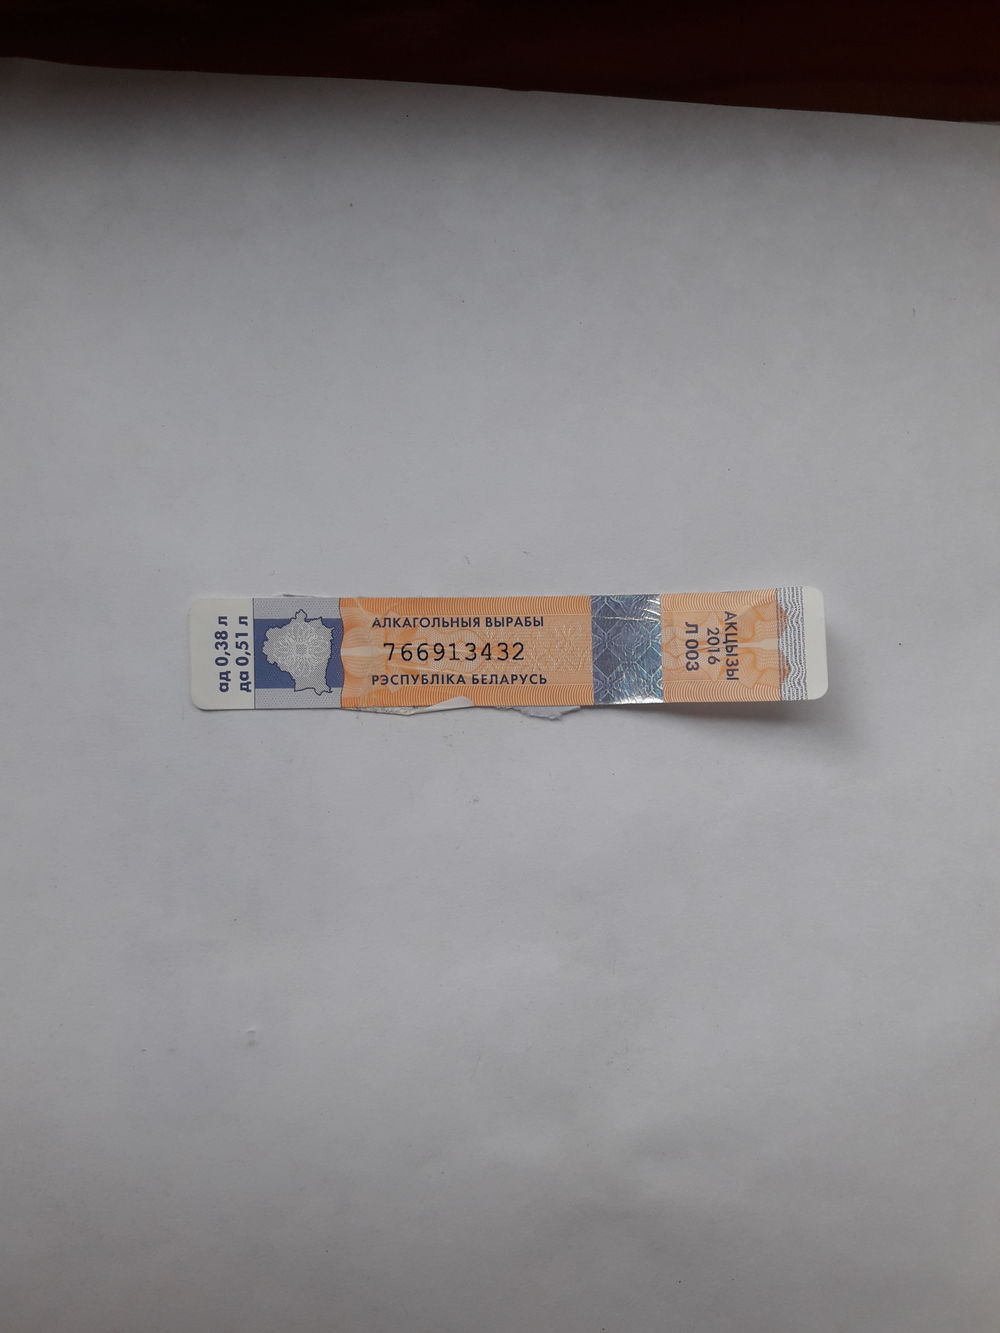 ад 0,38 л
да 0,51 л
АЛКАГОЛЬНЫЯ ВЫРАБЫ
766913432
РЭСПУБЛІКА БЕЛАРУСЬ
АКЦЫЗЫ
2016
Л 003